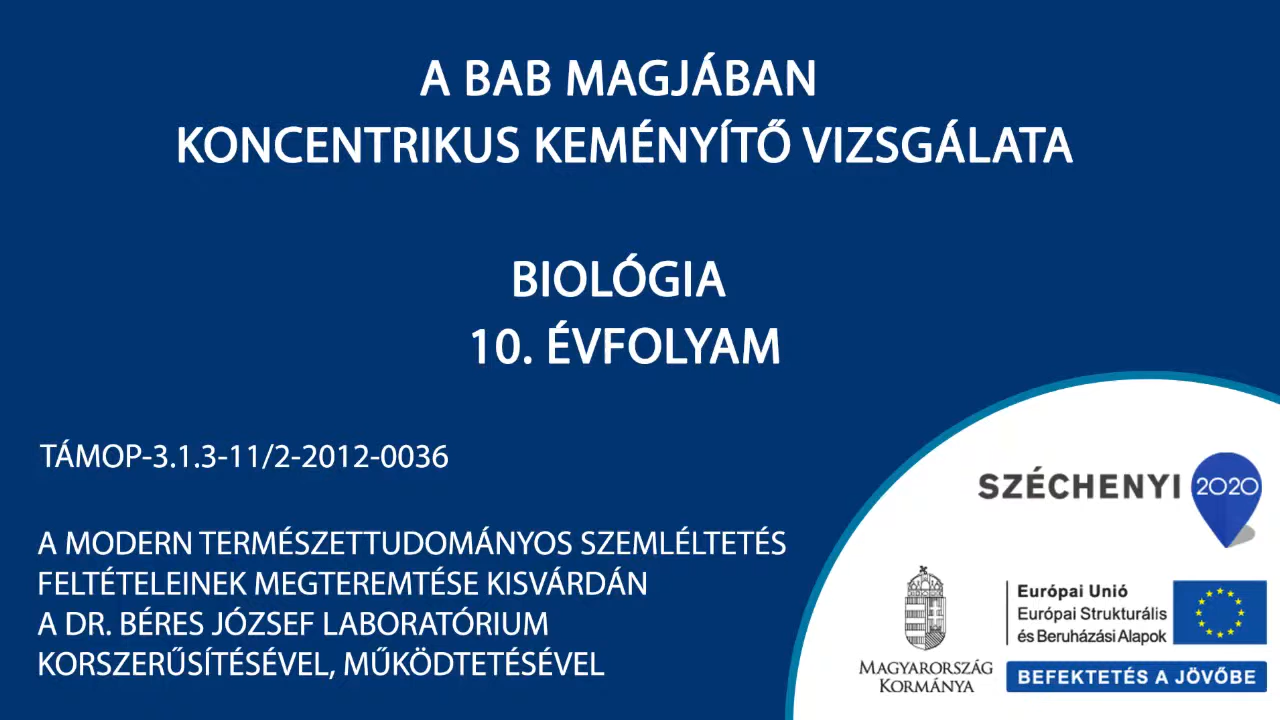 A BAB MAGJÁBAN
KONCENTRIKUS KEMÉNYÍTŐ VIZSGÁLATA
BIOLÓGIA
10. ÉVFOLYAM
TÁMOP-3.1.3-11/2-2012-0036
A MODERN TERMÉSZETTUDOMÁNYOS SZEMLÉLTETÉS
FELTÉTELEINEK MEGTEREMTÉSE KISVÁRDÁN
A DR. BÉRES JÓZSEF LABORATÓRIUM
KORSZERŰSÍTÉSÉVEL, MŰKÖDTETÉSÉVEL
SZÉCHENYI 2020
MAGYARORSZÁG
KORMÁNYA
Európai Unió
Európai Strukturális
és Beruházási Alapok
BEFEKTETÉS A JÖVŐBE